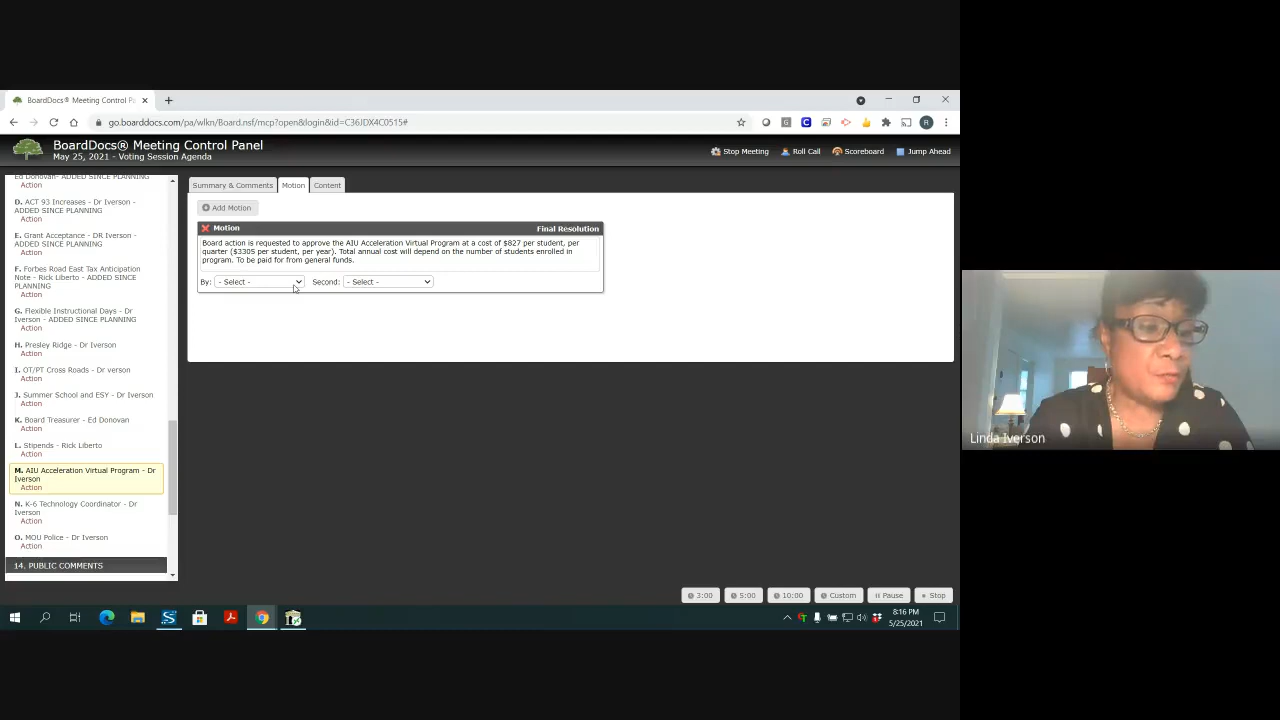 BoardDocs® Meeting Control Pa
go.boarddocs.com/pa/wlkn/Board.nsf/mcp?open&login&id=C36JDX4C0515#
BoardDocs® Meeting Control Panel
May 25, 2021 - Voting Session Agenda
Stop Meeting
Roll Call
Scoreboard
Jump Ahead
Ed Donovan- ADDED SINCE PLANNING
Action
D. ACT 93 Increases - Dr Iverson -
ADDED SINCE PLANNING
Action
E. Grant Acceptance - DR Iverson -
ADDED SINCE PLANNING
Action
F. Forbes Road East Tax Anticipation
Note - Rick Liberto - ADDED SINCE
PLANNING
Action
G. Flexible Instructional Days - Dr
Iverson - ADDED SINCE PLANNING
Action
H. Presley Ridge - Dr Iverson
Action
I. OT/PT Cross Roads - Dr verson
Action
J. Summer School and ESY - Dr Iverson
Action
K. Board Treasurer - Ed Donovan
Action
L. Stipends - Rick Liberto
Action
M. AIU Acceleration Virtual Program - Dr
Iverson
Action
N. K-6 Technology Coordinator - Dr
Iverson
Action
O. MOU Police - Dr Iverson
Action
14. PUBLIC COMMENTS
Summary & Comments
Motion
Content
Add Motion
Motion
Final Resolution
Board action is requested to approve the AIU Acceleration Virtual Program at a cost of $827 per student, per
quarter ($3305 per student, per year). Total annual cost will depend on the number of students enrolled in
program. To be paid for from general funds.
By: - Select - Second: - Select -
Linda Iverson
3:00
5:00
10:00
Custom
Pause
Stop
8:16 PM
5/25/2021